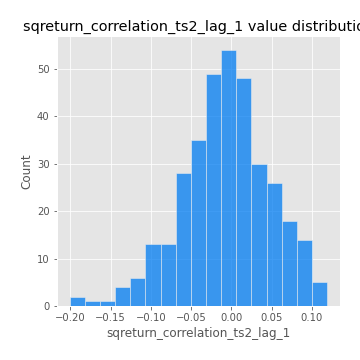 sqreturn_correlation_ts2_lag_1 value distributio
50
40
30
20
10
0
Count
−0.20 −0.15 −0.10 −0.05 0.00 0.05 0.10
sqreturn_correlation_ts2_lag_1